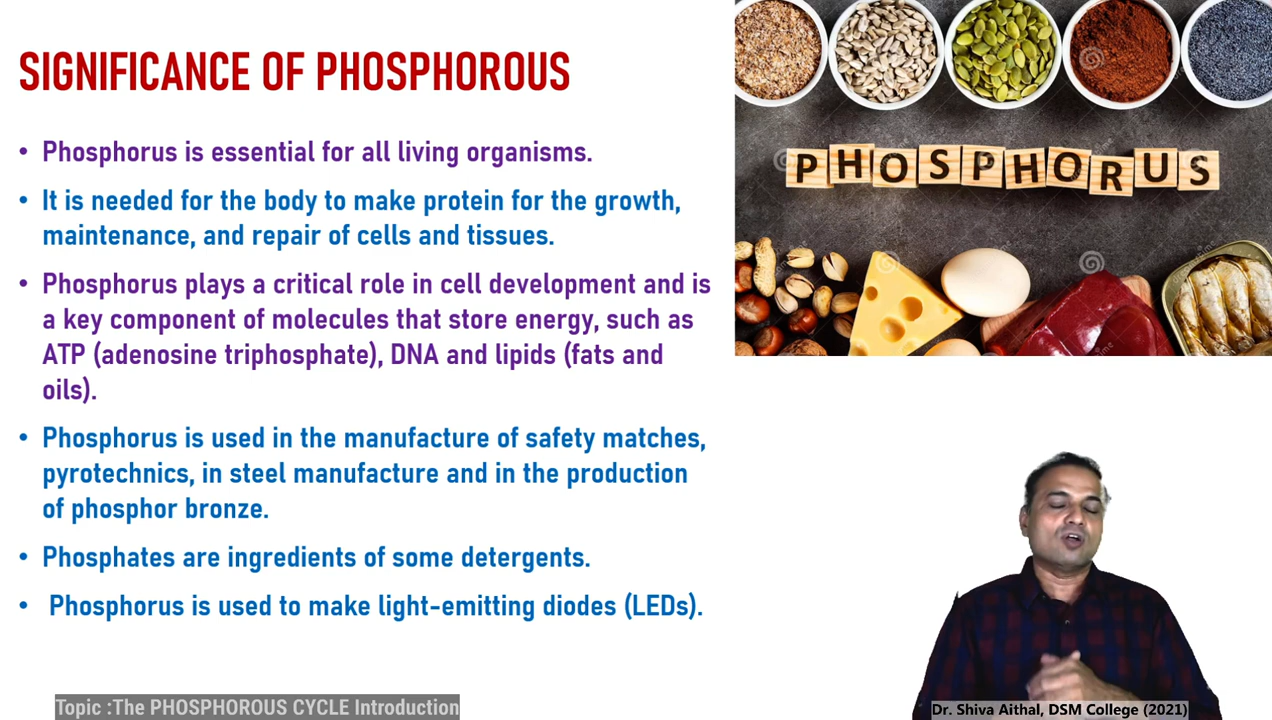 SIGNIFICANCE OF PHOSPHOROUS
• Phosphorus is essential for all living organisms.
• It is needed for the body to make protein for the growth,
maintenance, and repair of cells and tissues.
• Phosphorus plays a critical role in cell development and is
a key component of molecules that store energy, such as
ATP (adenosine triphosphate), DNA and lipids (fats and
oils).
• Phosphorus is used in the manufacture of safety matches,
pyrotechnics, in steel manufacture and in the production
of phosphor bronze.
• Phosphates are ingredients of some detergents.
• Phosphorus is used to make light-emitting diodes (LEDs).
PHOSPHORUS
Topic :The PHOSPHOROUS CYCLE Introduction
Dr. Shiva Aithal, DSM College (2021)